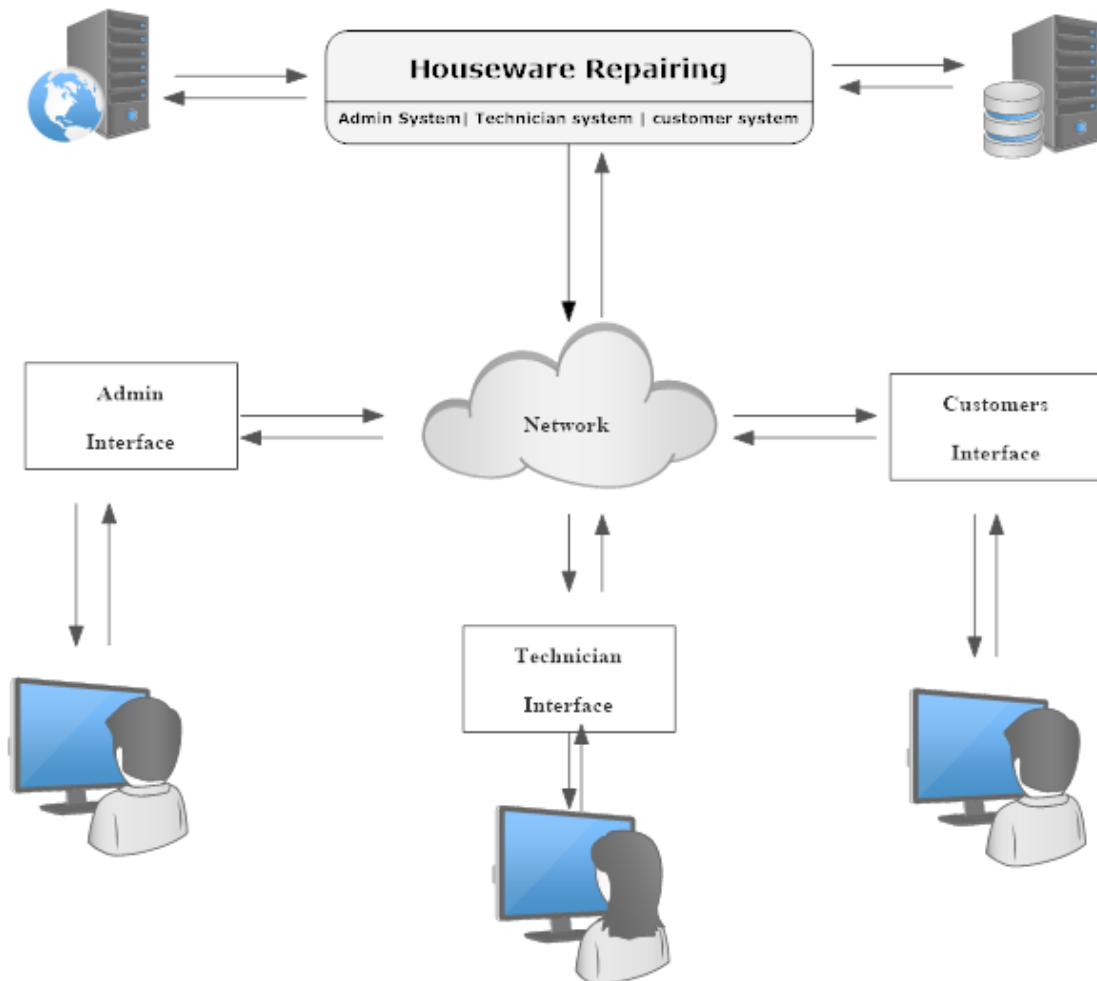 Houseware Repairing
Admin System| Technician system | customer system
Admin
Interface
Network
Customers
Interface
Technician
Interface